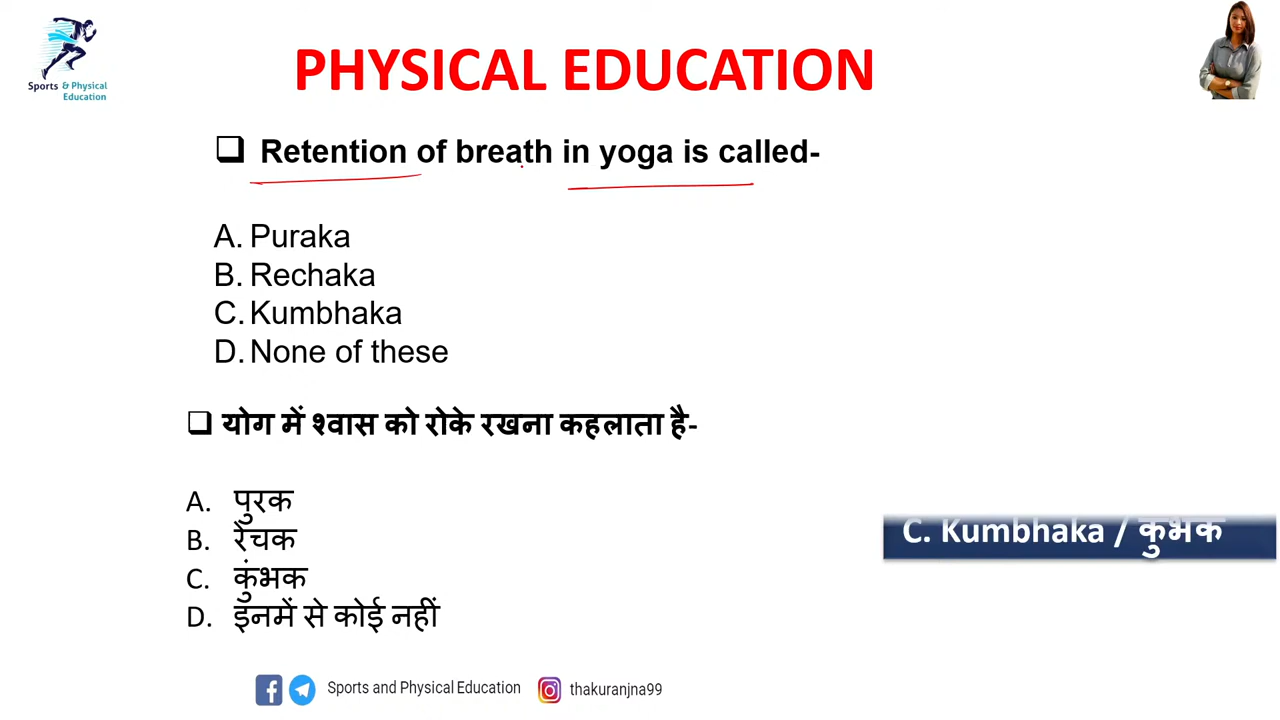 Sports & Physical
Education
PHYSICAL EDUCATION
Retention of breath in yoga is called-
A. Puraka
B. Rechaka
C. Kumbhaka
D. None of these
योग में श्वास को रोके रखना कहलाता है-
A. पुरक
B. रेचक
C. कुंभक
D. इनमें से कोई नहीं
C. Kumbhaka / कुंभक
Sports and Physical Education
thakuranjna99